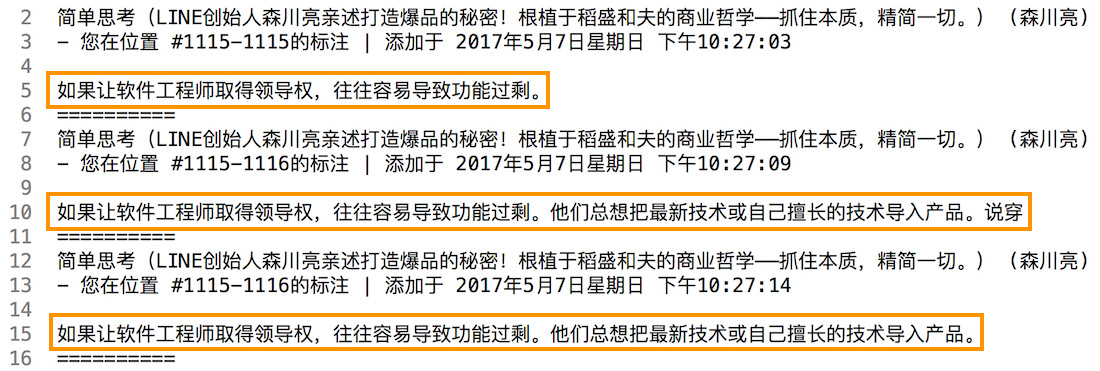 2 简单思考（LINE创始人森川亮亲述打造爆品的秘密！根植于稻盛和夫的商业哲学——抓住本质，精简一切。） (森川亮)
3 - 您在位置 #1115-1115的标注 | 添加于 2017年5月7日星期日 下午10:27:03
4
5 如果让软件工程师取得领导权，往往容易导致功能过剩。
6 ==========
7 简单思考（LINE创始人森川亮亲述打造爆品的秘密！根植于稻盛和夫的商业哲学——抓住本质，精简一切。） (森川亮)
8 - 您在位置 #1115-1116的标注 | 添加于 2017年5月7日星期日 下午10:27:09
9
10 如果让软件工程师取得领导权，往往容易导致功能过剩。他们总想把最新技术或自己擅长的技术导入产品。说穿
11 ==========
12 简单思考（LINE创始人森川亮亲述打造爆品的秘密！根植于稻盛和夫的商业哲学——抓住本质，精简一切。） (森川亮)
13 - 您在位置 #1115-1116的标注 | 添加于 2017年5月7日星期日 下午10:27:14
14
15 如果让软件工程师取得领导权，往往容易导致功能过剩。他们总想把最新技术或自己擅长的技术导入产品。
16 ==========